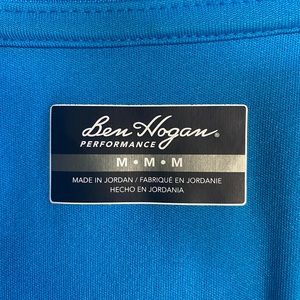 Ben Hogan®
PERFORMANCE
M • M • M
MADE IN JORDAN / FABRIQUÉ EN JORDANIE
HECHO EN JORDANIA